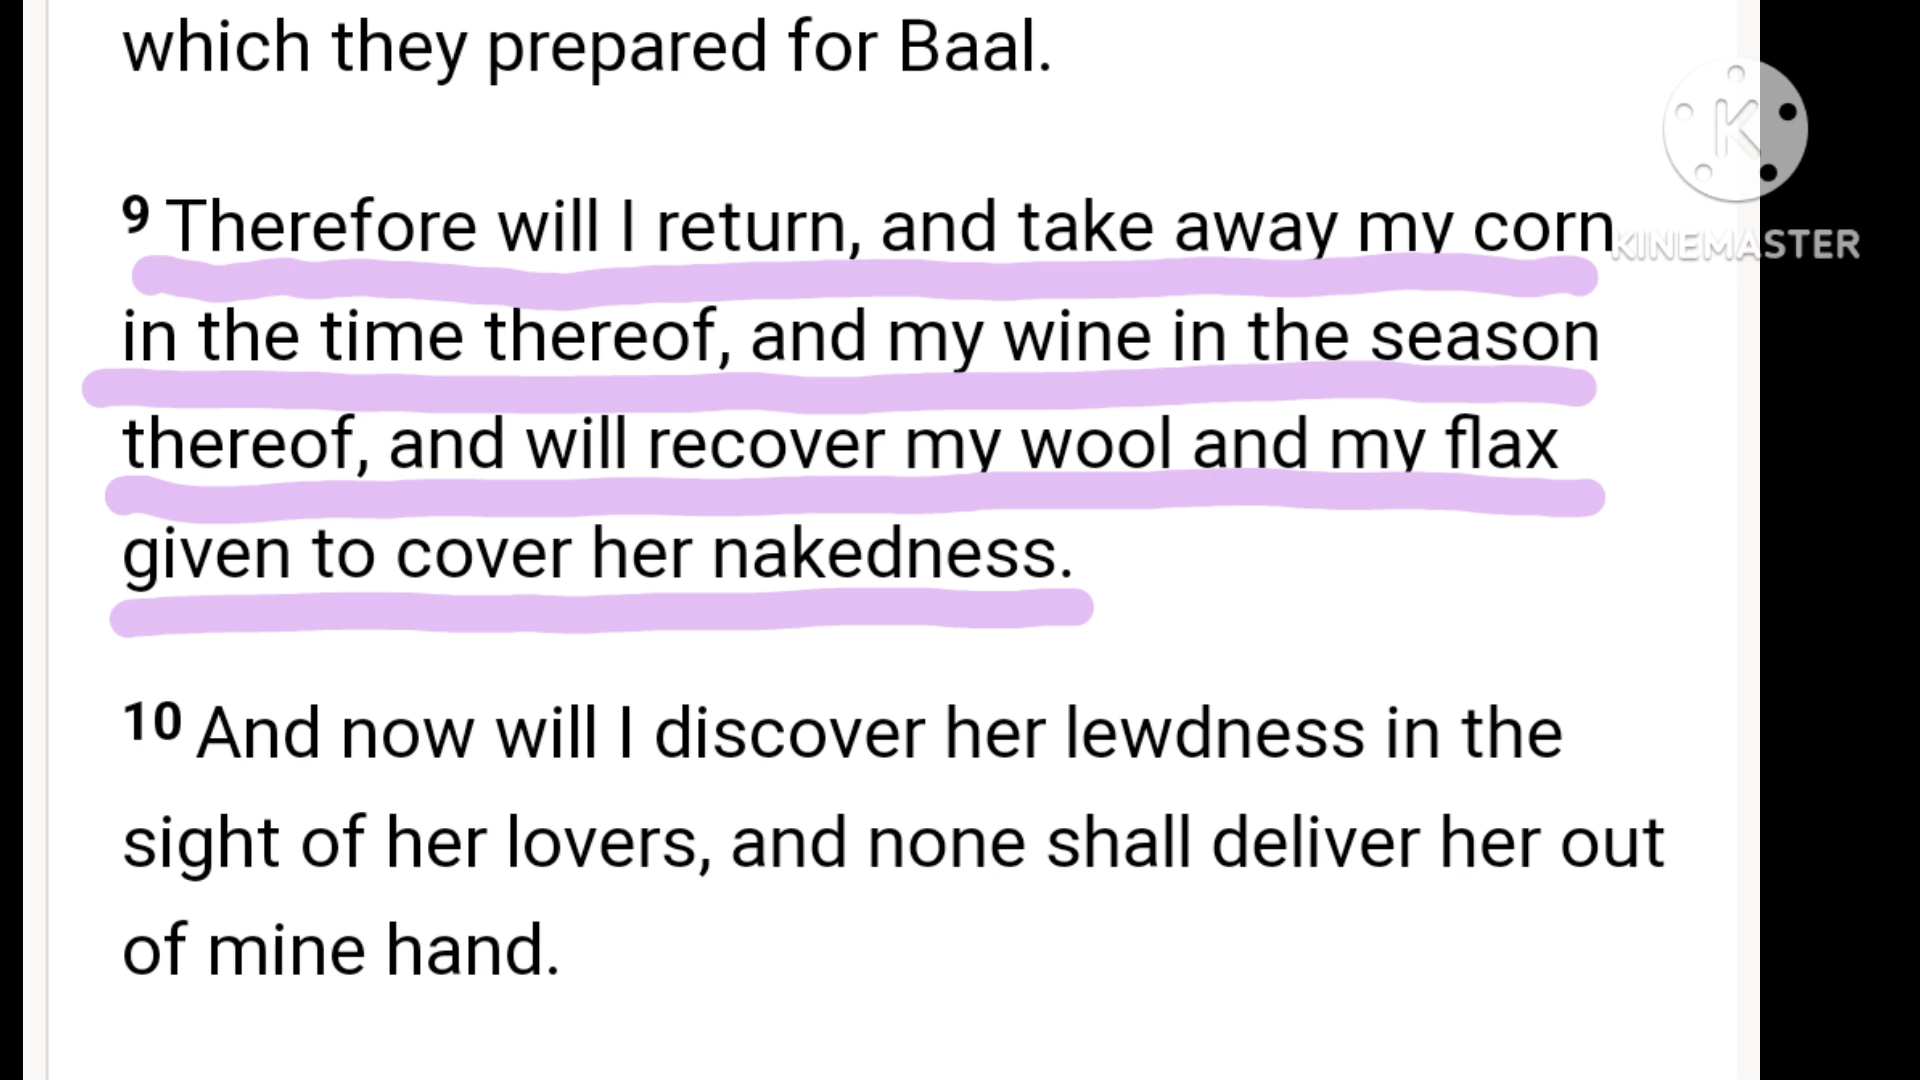 which they prepared for Baal.
9 Therefore will I return, and take away my corn
in the time thereof, and my wine in the season
thereof, and will recover my wool and my flax
given to cover her nakedness.
10 And now will I discover her lewdness in the
sight of her lovers, and none shall deliver her out
of mine hand.
K
KINEMASTER